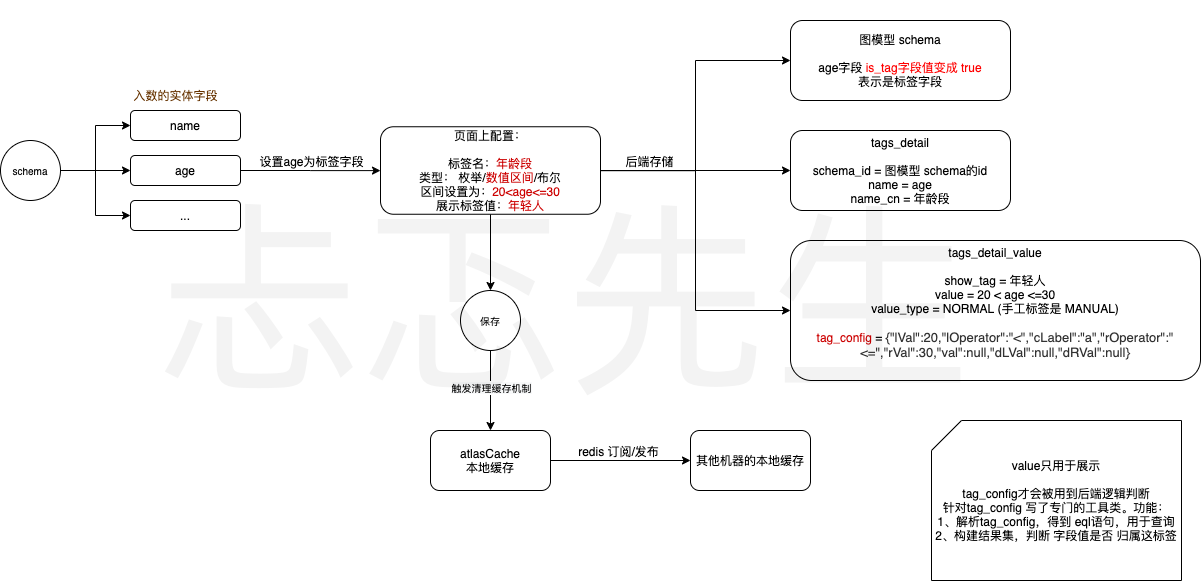 入数的实体字段
schema
name
age
...
设置age为标签字段
页面上配置：
标签名：年龄段
类型： 枚举/数值区间/布尔
区间设置为：20<age<=30
展示标签值：年轻人
后端存储
图模型 schema
age字段 is_tag字段值变成 true
表示是标签字段
tags_detail
schema_id = 图模型 schema的id
name = age
name_cn = 年龄段
tags_detail_value
show_tag = 年轻人
value = 20 < age <=30
value_type = NORMAL (手工标签是 MANUAL)
tag_config = {"lVal":20,"lOperator":"<","cLabel":"a","rOperator":"
<=","rVal":30,"val":null,"dLVal":null,"dRVal":null}
保存
触发清理缓存机制
atlasCache
本地缓存
redis 订阅/发布
其他机器的本地缓存
value只用于展示
tag_config才会被用到后端逻辑判断
针对tag_config 写了专门的工具类。功能：
1、解析tag_config，得到 eql语句，用于查询
2、构建结果集，判断 字段值是否 归属这标签